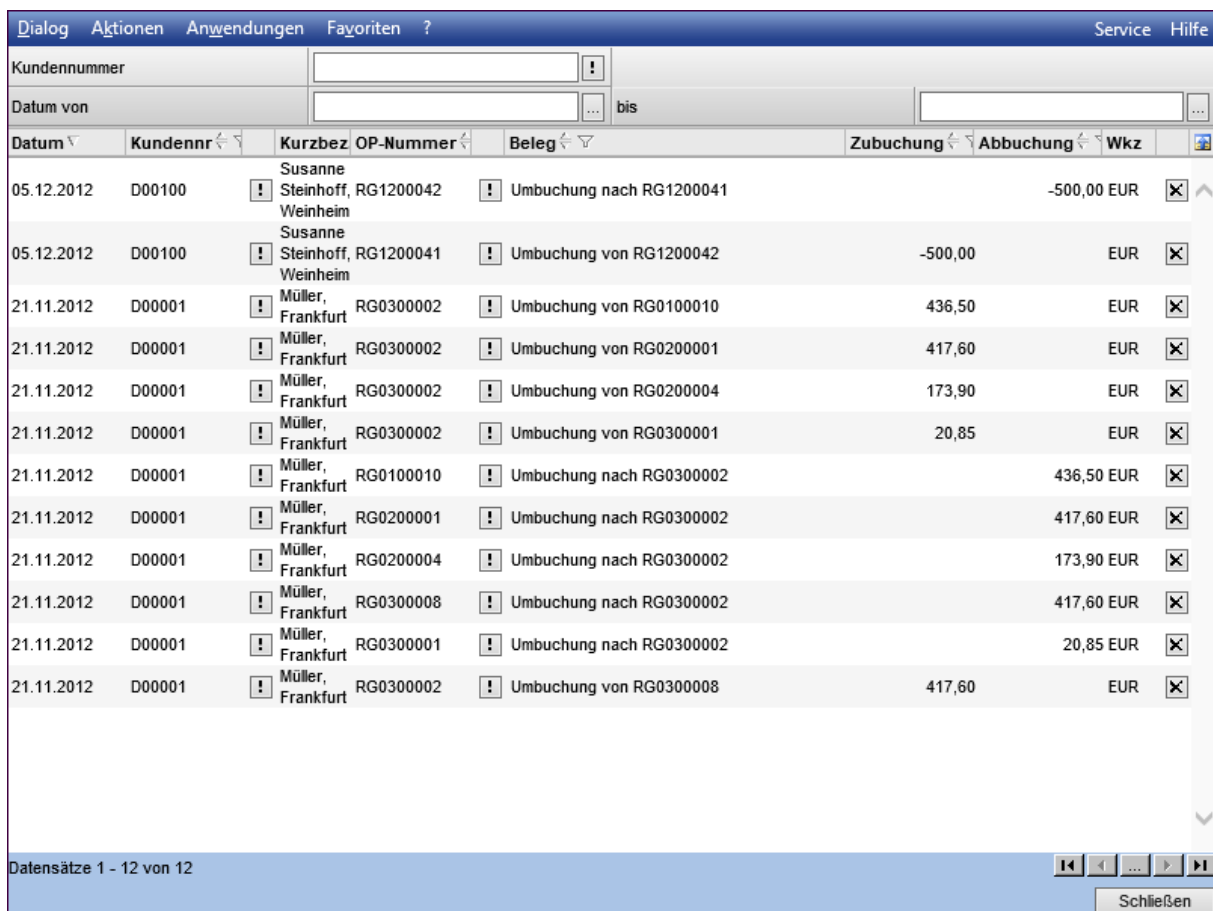 Dialog Aktionen Anwendungen Favoriten ? Service Hilfe
Kundennummer !
Datum von ... bis ...
Datum Kundennr Kurzbez OP-Nummer Beleg Zubuchung Abbuchung Wkz
Susanne
05.12.2012 D00100 ! Steinhoff, RG1200042 ! Umbuchung nach RG1200041 -500,00 EUR
Weinheim
Susanne
05.12.2012 D00100 ! Steinhoff, RG1200041 ! Umbuchung von RG1200042 -500,00 EUR
Weinheim
Müller,
21.11.2012 D00001 ! Frankfurt RG0300002 ! Umbuchung von RG0100010 436,50 EUR
Müller,
21.11.2012 D00001 ! Frankfurt RG0300002 ! Umbuchung von RG0200001 417,60 EUR
Müller,
21.11.2012 D00001 ! Frankfurt RG0300002 ! Umbuchung von RG0200004 173,90 EUR
Müller,
21.11.2012 D00001 ! Frankfurt RG0300002 ! Umbuchung von RG0300001 20,85 EUR
Müller,
21.11.2012 D00001 ! Frankfurt RG0100010 ! Umbuchung nach RG0300002 436,50 EUR
Müller,
21.11.2012 D00001 ! Frankfurt RG0200001 ! Umbuchung nach RG0300002 417,60 EUR
Müller,
21.11.2012 D00001 ! Frankfurt RG0200004 ! Umbuchung nach RG0300002 173,90 EUR
Müller,
21.11.2012 D00001 ! Frankfurt RG0300008 ! Umbuchung nach RG0300002 417,60 EUR
Müller,
21.11.2012 D00001 ! Frankfurt RG0300001 ! Umbuchung nach RG0300002 20,85 EUR
Müller,
21.11.2012 D00001 ! Frankfurt RG0300002 ! Umbuchung von RG0300008 417,60 EUR
Datensätze 1 - 12 von 12 ...
Schließen